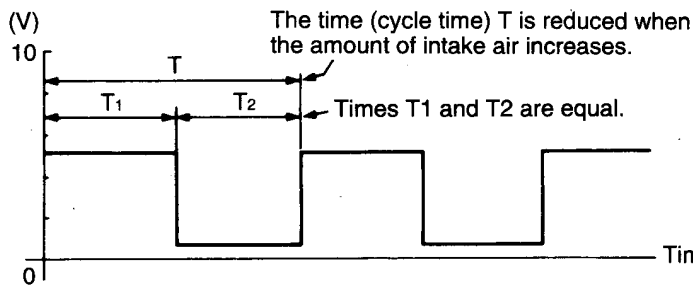 (V)
10
The time (cycle time) T is reduced when
the amount of intake air increases.
T
T1
T2
Times T1 and T2 are equal.
0
Tim